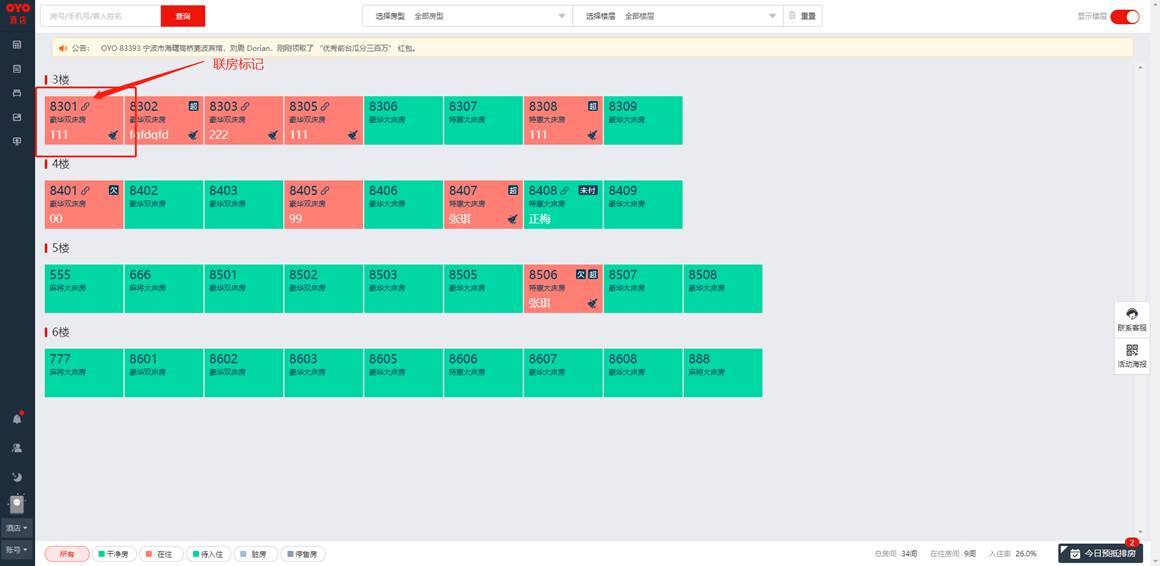 OYO
酒店
房号/手机号/客人姓名
查询
选择房型 全部房型
选择楼层 全部楼层
重置
显示楼层
公告： OYO 83393 宁波市海曙高桥蔓波宾馆，刘恩 Dorian，刚刚领取了 “优秀前台瓜分三百万” 红包。
联房标记
3楼
8301
豪华双床房
111
8302 超
豪华双床房
fgfdgfd
8303
豪华双床房
222
8305
豪华双床房
111
8306
豪华大床房
8307
特惠大床房
8308 超
特惠大床房
111
8309
豪华大床房
4楼
8401 欠
豪华双床房
00
8402
豪华双床房
8403
豪华双床房
8405
豪华双床房
99
8406
豪华大床房
8407 超
特惠大床房
张琪
8408 未付
特惠大床房
正梅
8409
豪华大床房
5楼
555
麻将大床房
666
麻将大床房
8501
豪华双床房
8502
豪华双床房
8503
豪华双床房
8505
豪华大床房
8506 欠 超
特惠大床房
张琪
8507
豪华大床房
8508
豪华大床房
6楼
777
麻将大床房
8601
豪华双床房
8602
豪华双床房
8603
豪华双床房
8605
豪华大床房
8606
特惠大床房
8607
豪华大床房
8608
豪华大床房
888
麻将大床房
联系客服
活动海报
酒店
账号
所有
干净房
在住
待入住
脏房
停售房
总房间 34间
在住房间 9间
入住率 26.0%
今日预抵排房
2